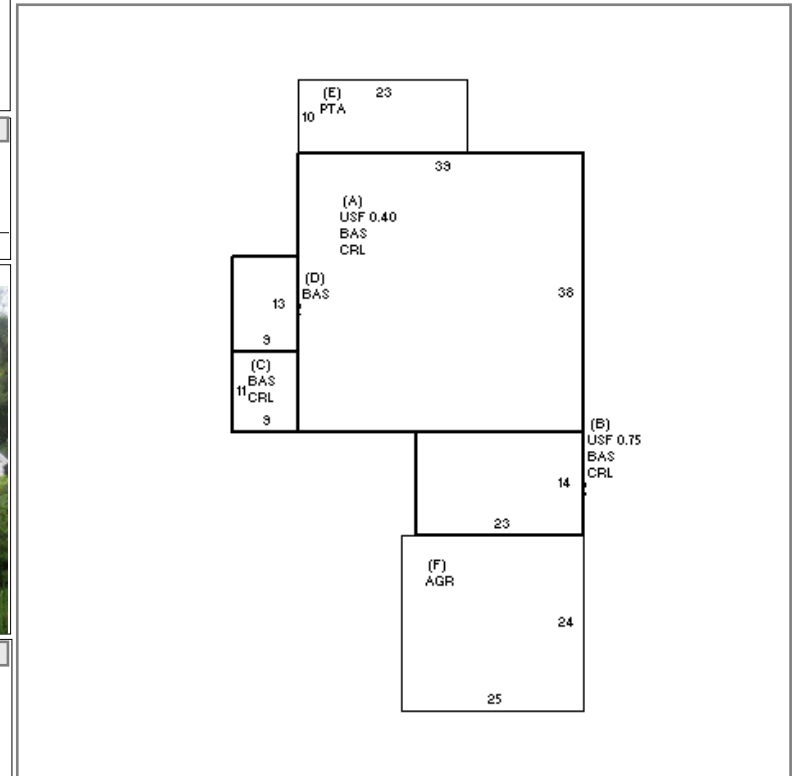 (E) 23
10 PTA
39
(A)
USF 0.40
BAS
CRL
38
(D)
BAS
13
9
(C)
BAS
11 CRL
9
(B)
USF 0.75
BAS
CRL
14
23
(F)
AGR
24
25